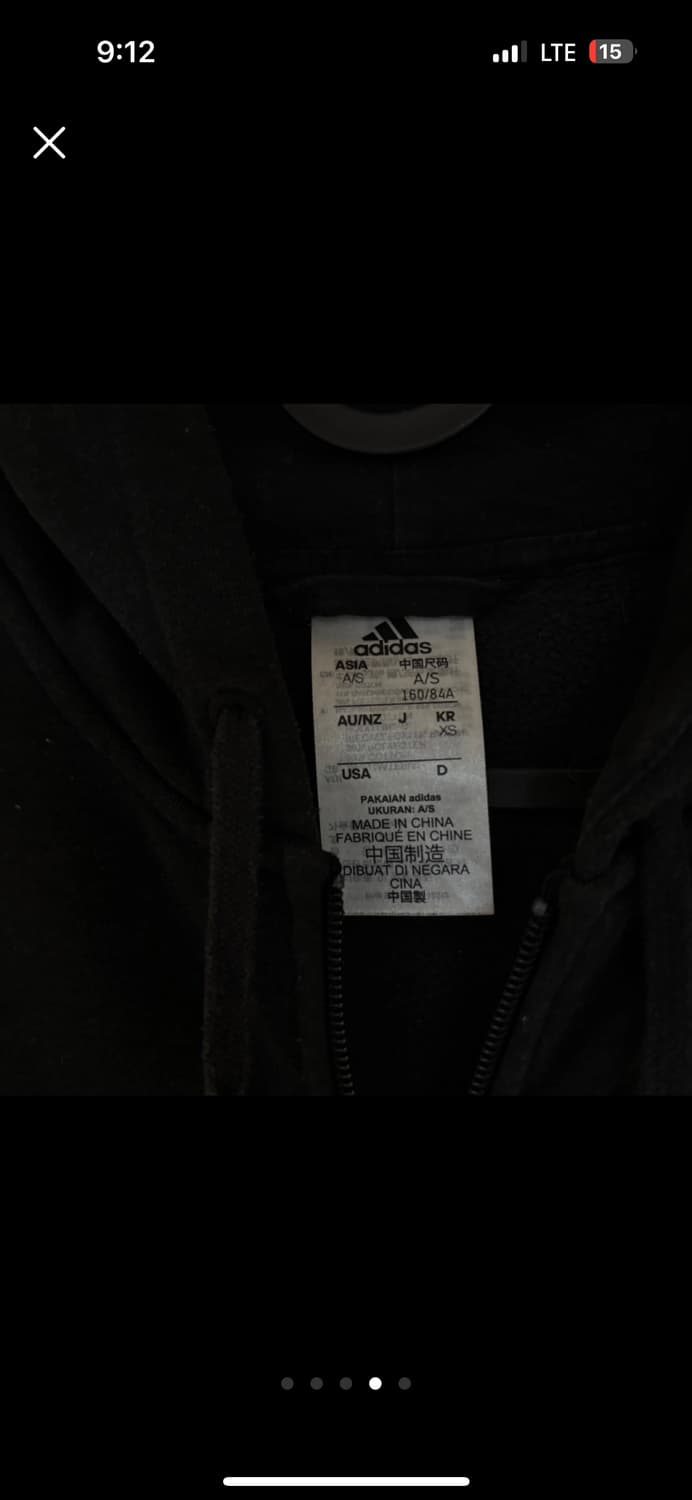 9:12
LTE
15
adidas
ASIA 中国尺码
A/S A/S
160/84A
AU/NZ J KR
XS
USA D
PAKAIAN adidas
UKURAN: A/S
MADE IN CHINA
FABRIQUÉ EN CHINE
中国制造
DIBUAT DI NEGARA
CINA
中国製